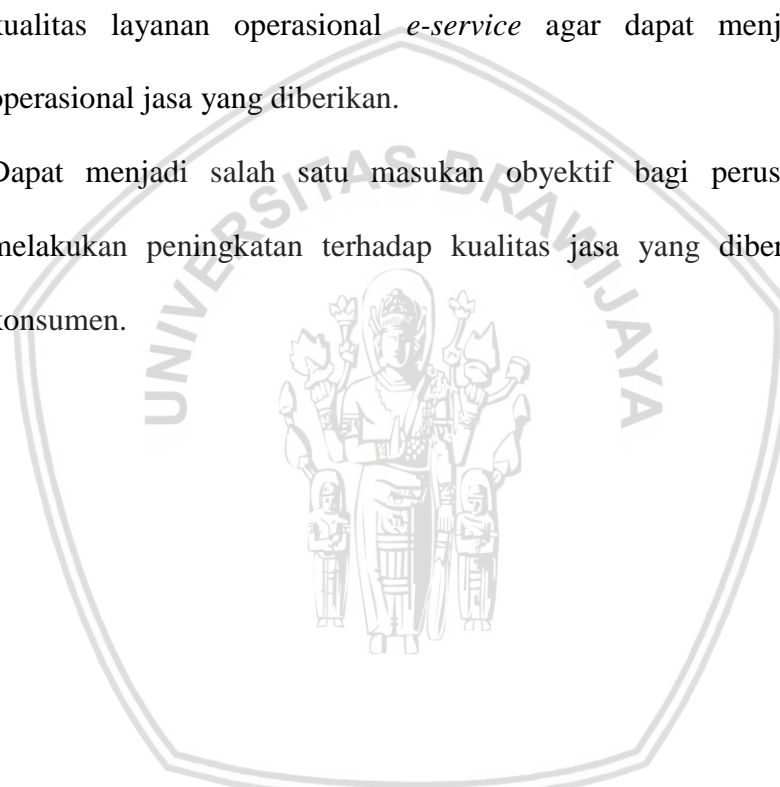 kualitas layanan operasional e-service agar dapat menj
operasional jasa yang diberikan.
Dapat menjadi salah satu masukan obyektif bagi perus
melakukan peningkatan terhadap kualitas jasa yang diber
konsumen.
UNIVERSITAS BRAWIJAYA